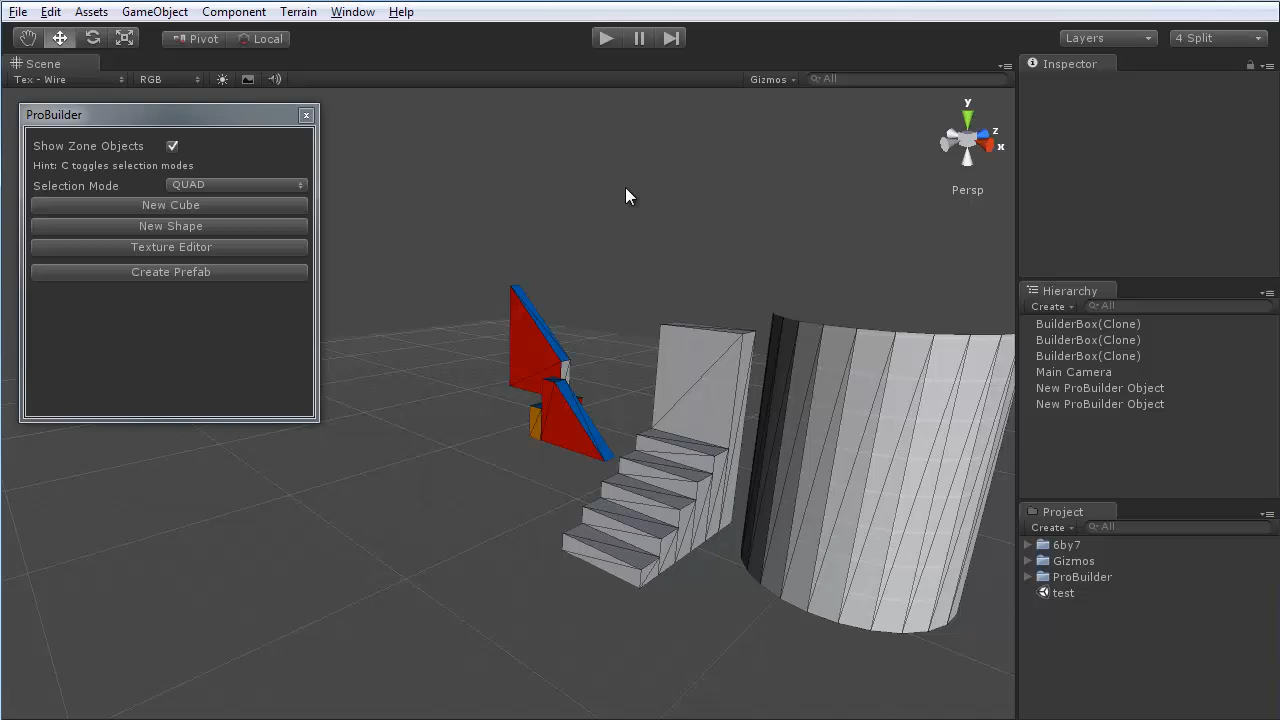 File Edit Assets GameObject Component Terrain Window Help
Pivot Local Layers 4 Split
Scene
Tex - Wire RGB Gizmos All
ProBuilder x
Show Zone Objects
Hint: C toggles selection modes
Selection Mode QUAD
New Cube
New Shape
Texture Editor
Create Prefab
y
z
x
Persp
Inspector
Hierarchy
Create All
BuilderBox(Clone)
BuilderBox(Clone)
BuilderBox(Clone)
Main Camera
New ProBuilder Object
New ProBuilder Object
Project
Create All
6by7
Gizmos
ProBuilder
test